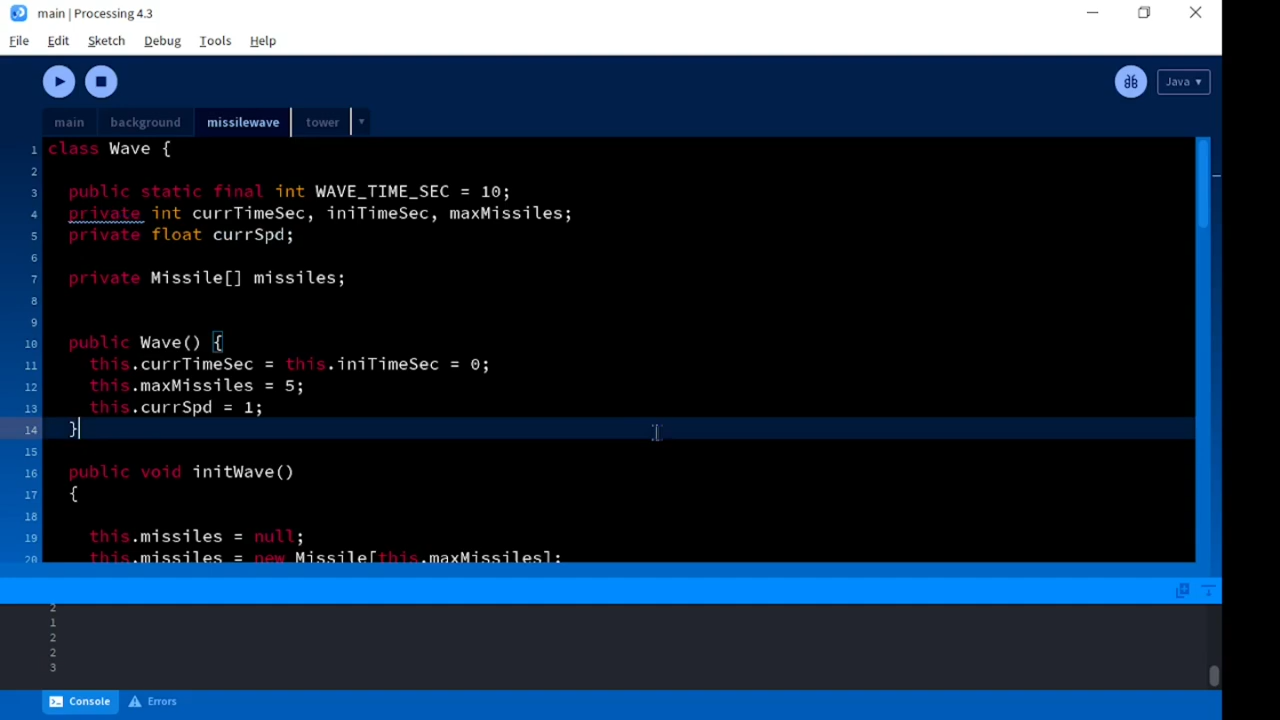 main | Processing 4.3
File Edit Sketch Debug Tools Help
Java ▾
main background missilewave tower ▾
1 class Wave {
2
3 public static final int WAVE_TIME_SEC = 10;
4 private int currTimeSec, iniTimeSec, maxMissiles;
5 private float currSpd;
6
7 private Missile[] missiles;
8
9
10 public Wave() {
11 this.currTimeSec = this.iniTimeSec = 0;
12 this.maxMissiles = 5;
13 this.currSpd = 1;
14 }
15
16 public void initWave()
17 {
18
19 this.missiles = null;
20 this.missiles = new Missile[this.maxMissiles];
2
1
2
2
3
Console Errors